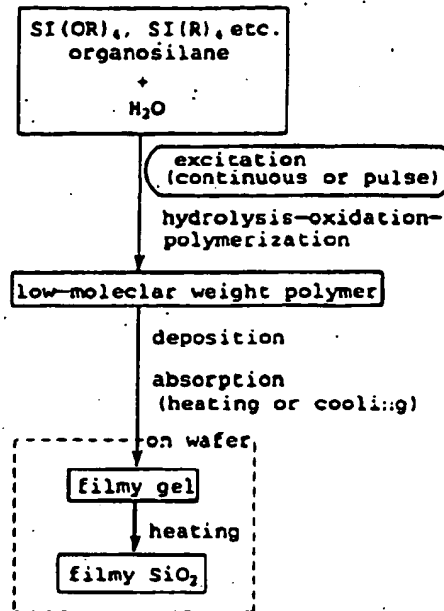 SI(OR)₄, SI(R)₄ etc.
organosilane
+
H₂O
excitation
(continuous or pulse)
hydrolysis-oxidation-
polymerization
low-moleclar weight polymer
deposition
absorption
(heating or cooling)
on wafer
filmy gel
heating
filmy SiO₂